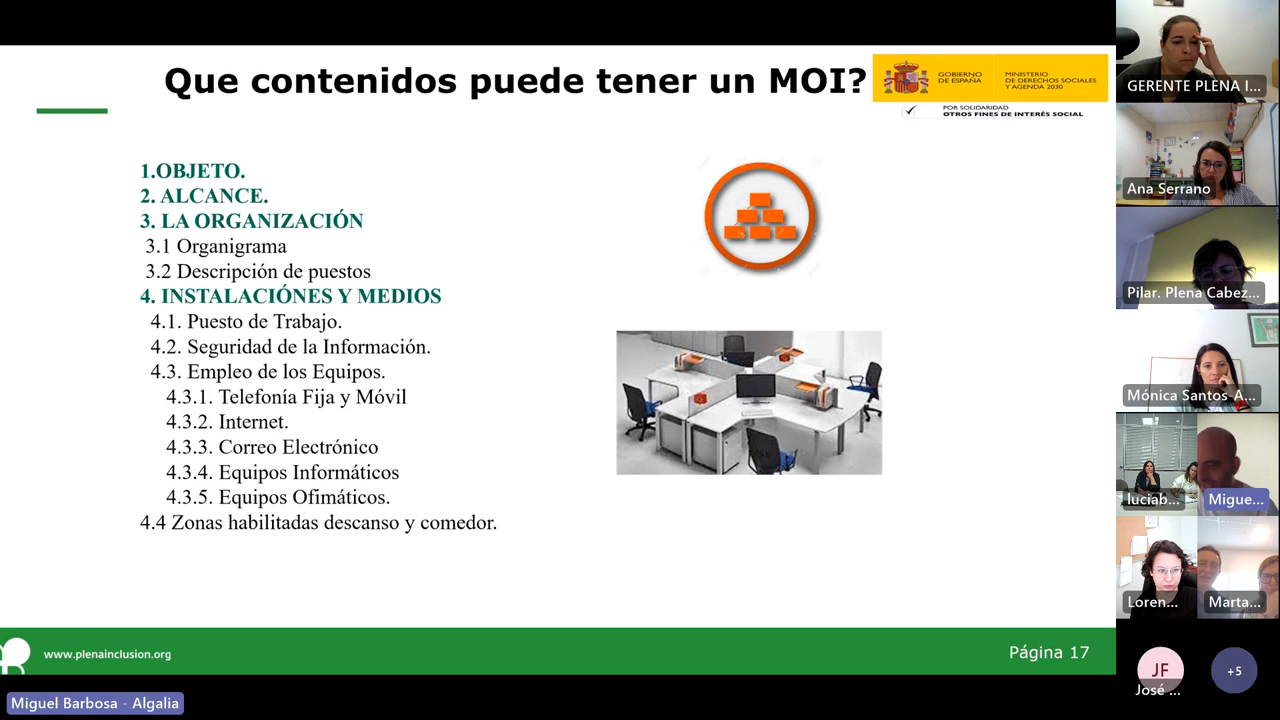 Que contenidos puede tener un MOI?
GOBIERNO
DE ESPAÑA
MINISTERIO
DE DERECHOS SOCIALES
Y AGENDA 2030
POR SOLIDARIDAD
OTROS FINES DE INTERÉS SOCIAL
1.OBJETO.
2. ALCANCE.
3. LA ORGANIZACIÓN
3.1 Organigrama
3.2 Descripción de puestos
4. INSTALACIÓNES Y MEDIOS
4.1. Puesto de Trabajo.
4.2. Seguridad de la Información.
4.3. Empleo de los Equipos.
4.3.1. Telefonía Fija y Móvil
4.3.2. Internet.
4.3.3. Correo Electrónico
4.3.4. Equipos Informáticos
4.3.5. Equipos Ofimáticos.
4.4 Zonas habilitadas descanso y comedor.
www.plenainclusion.org
Página 17
Miguel Barbosa - Algalia
GERENTE PLENA I...
Ana Serrano
Pilar. Plena Cabez...
Mónica Santos-A...
luciab...
Migue...
Loren...
Marta...
JF
José ...
+5